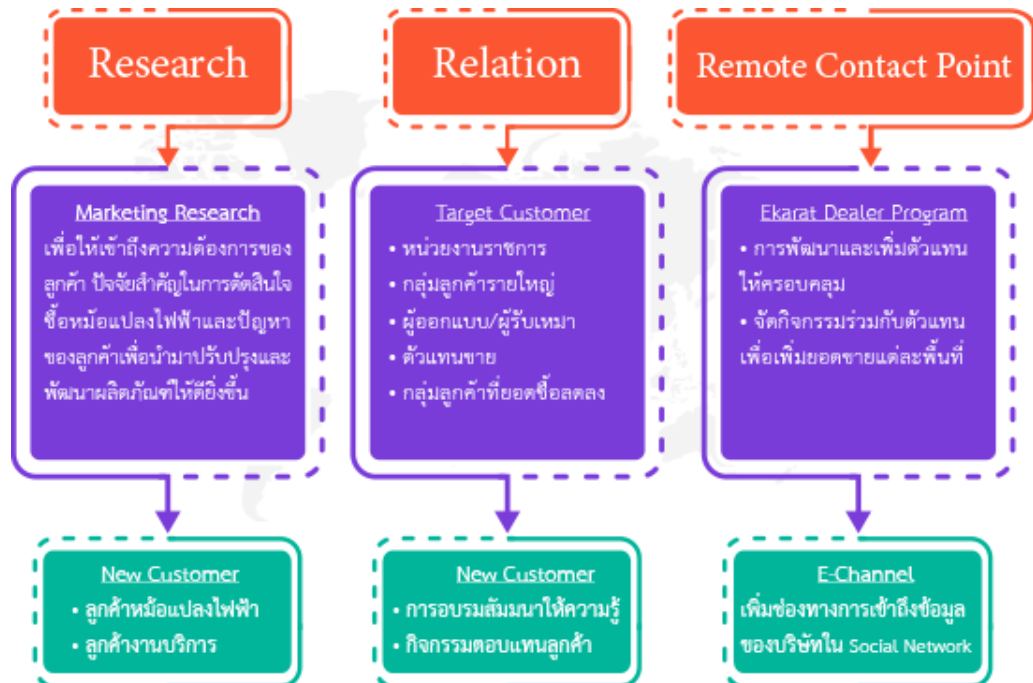 Research
Marketing Research
เพื่อให้เข้าถึงความต้องการของ
ลูกค้า ปัจจัยสำคัญในการตัดสินใจ
ซื้อหม้อแปลงไฟฟ้าและปัญหา
ของลูกค้าเพื่อนำมาปรับปรุงและ
พัฒนาผลิตภัณฑ์ให้ดียิ่งขึ้น
New Customer
• ลูกค้าหม้อแปลงไฟฟ้า
• ลูกค้างานบริการ
Relation
Target Customer
• หน่วยงานราชการ
• กลุ่มลูกค้ารายใหญ่
• ผู้ออกแบบ/ผู้รับเหมา
• ตัวแทนขาย
• กลุ่มลูกค้าที่ยอดซื้อลดลง
New Customer
• การอบรมสัมมนาให้ความรู้
• กิจกรรมตอบแทนลูกค้า
Remote Contact Point
Ekarat Dealer Program
• การพัฒนาและเพิ่มตัวแทน
ให้ครอบคลุม
• จัดกิจกรรมร่วมกับตัวแทน
เพื่อเพิ่มยอดขายแต่ละพื้นที่
E-Channel
เพิ่มช่องทางการเข้าถึงข้อมูล
ของบริษัทใน Social Network